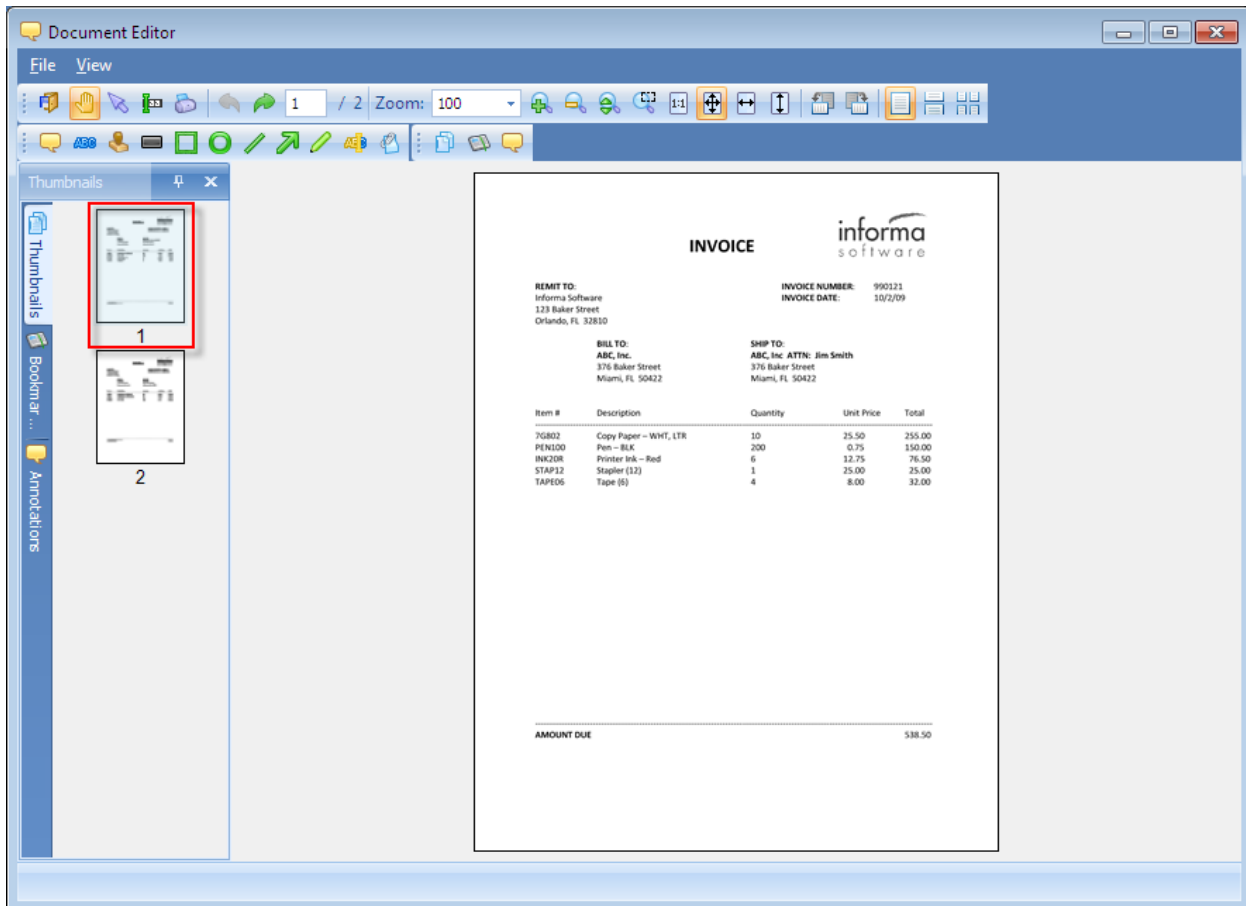 Document Editor
File View
1 / 2 Zoom: 100
1:1
ABC
Thumbnails
Thumbnails
Bookmar ...
Annotations
1
2
informa
software
INVOICE
REMIT TO:
Informa Software
123 Baker Street
Orlando, FL 32810
INVOICE NUMBER: 990121
INVOICE DATE: 10/2/09
BILL TO:
ABC, Inc.
376 Baker Street
Miami, FL 50422
SHIP TO:
ABC, Inc ATTN: Jim Smith
376 Baker Street
Miami, FL 50422
Item # Description Quantity Unit Price Total
7G802 Copy Paper – WHT, LTR 10 25.50 255.00
PEN100 Pen – BLK 200 0.75 150.00
INK20R Printer Ink – Red 6 12.75 76.50
STAP12 Stapler (12) 1 25.00 25.00
TAPE06 Tape (6) 4 8.00 32.00
AMOUNT DUE 538.50